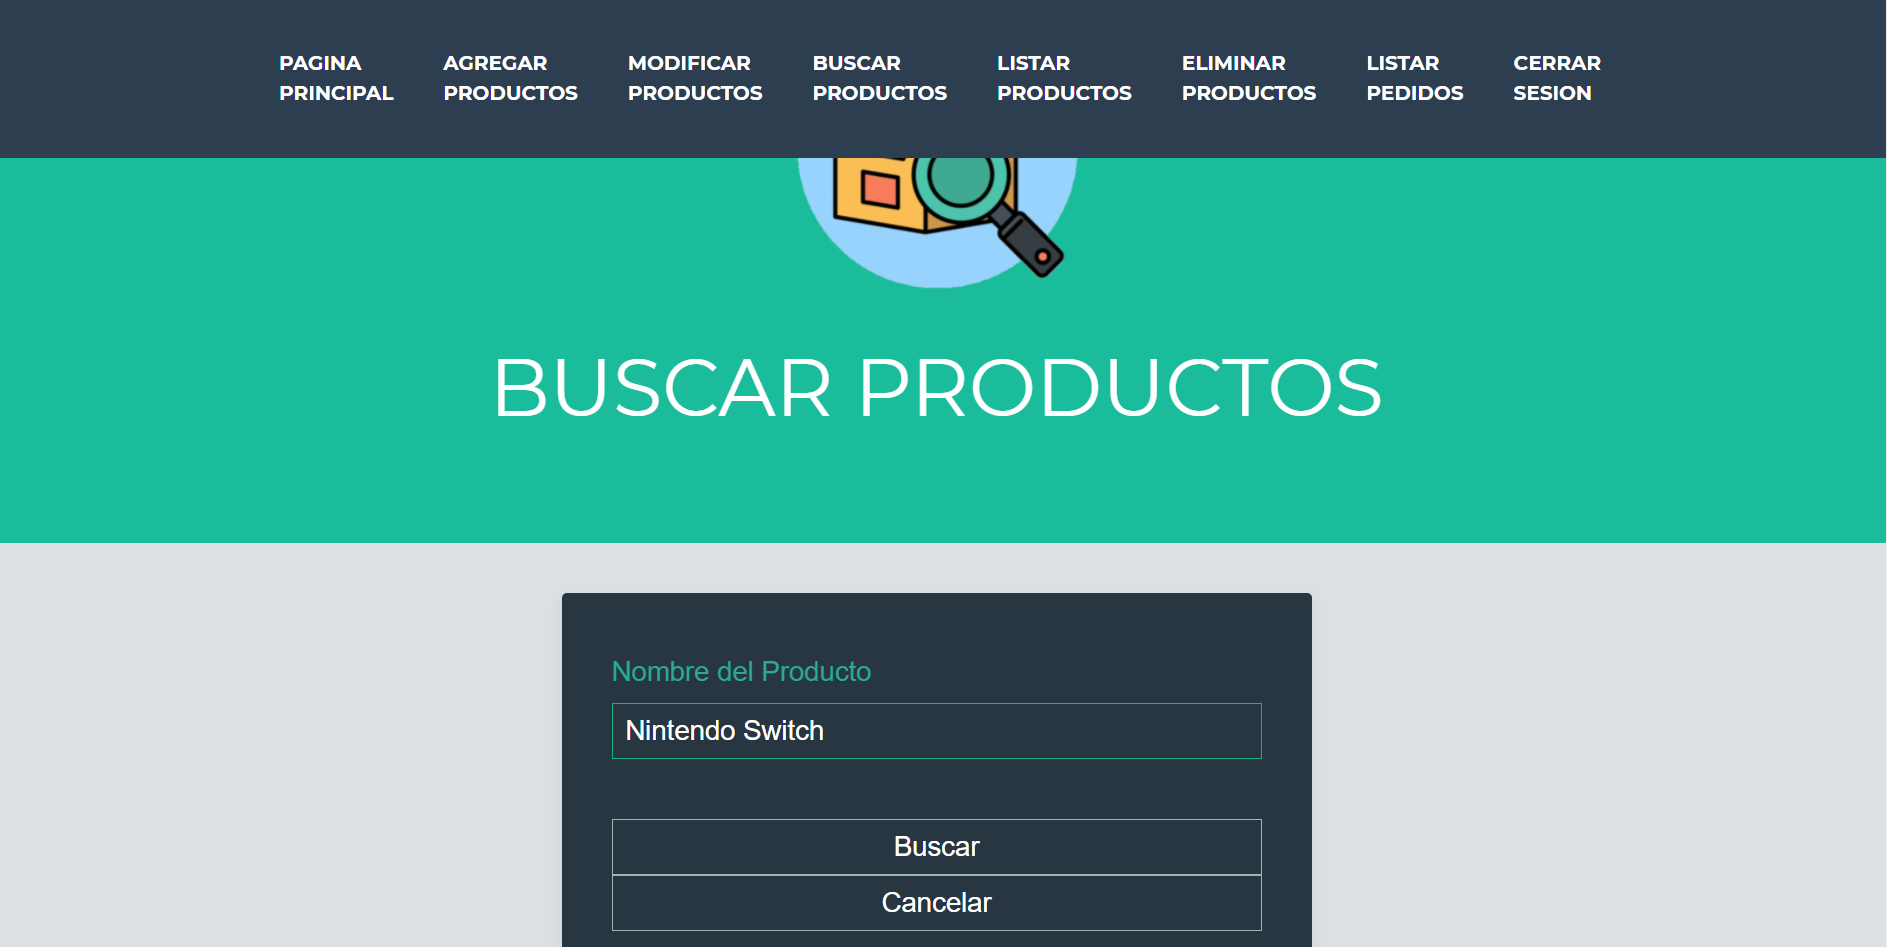 PAGINA PRINCIPAL
AGREGAR PRODUCTOS
MODIFICAR PRODUCTOS
BUSCAR PRODUCTOS
LISTAR PRODUCTOS
ELIMINAR PRODUCTOS
LISTAR PEDIDOS
CERRAR SESION
BUSCAR PRODUCTOS
Nombre del Producto
Nintendo Switch
Buscar
Cancelar